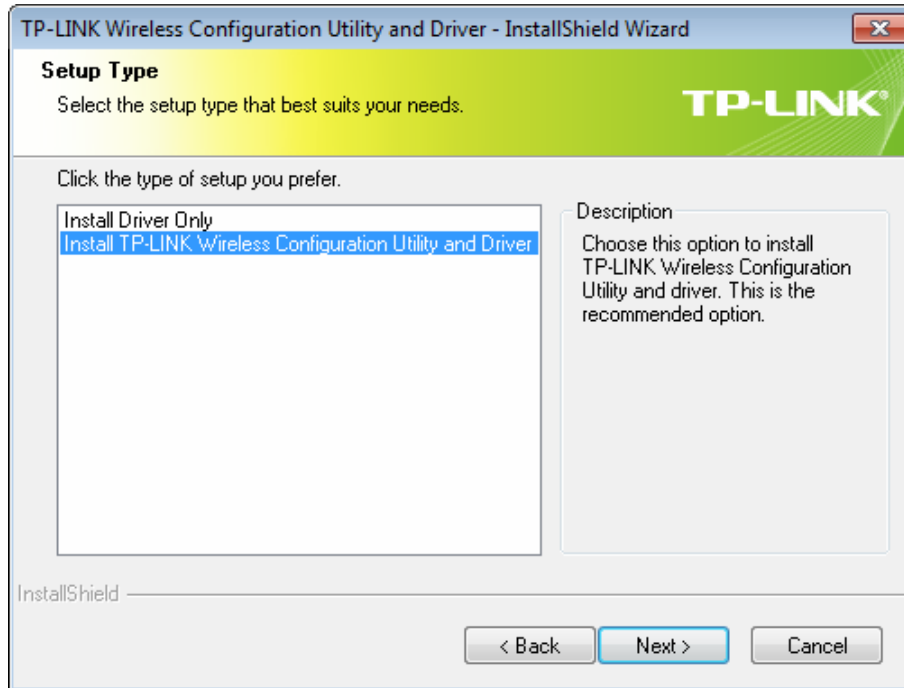 TP-LINK Wireless Configuration Utility and Driver - InstallShield Wizard
Setup Type
Select the setup type that best suits your needs.
TP-LINK®
Click the type of setup you prefer.
Install Driver Only
Install TP-LINK Wireless Configuration Utility and Driver
Description
Choose this option to install
TP-LINK Wireless Configuration
Utility and driver. This is the
recommended option.
InstallShield
< Back
Next >
Cancel